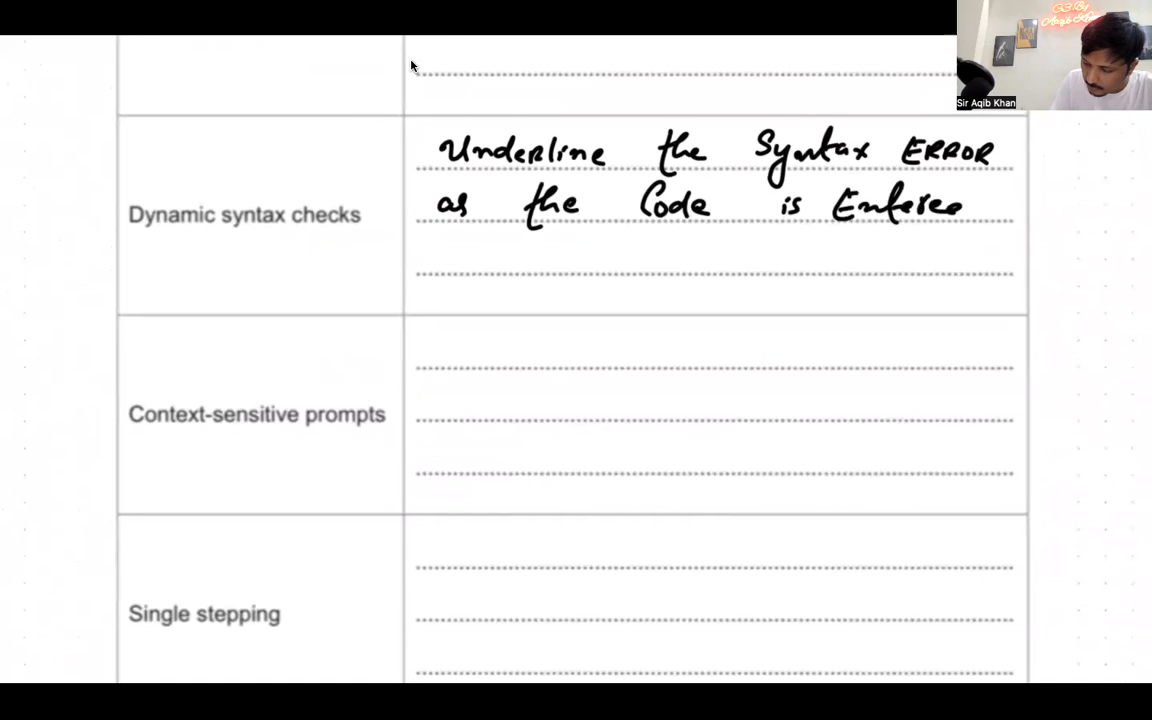 Sir Aqib Khan
Underline the Syntax ERROR
as the Code is Entered
Dynamic syntax checks
Context-sensitive prompts
Single stepping